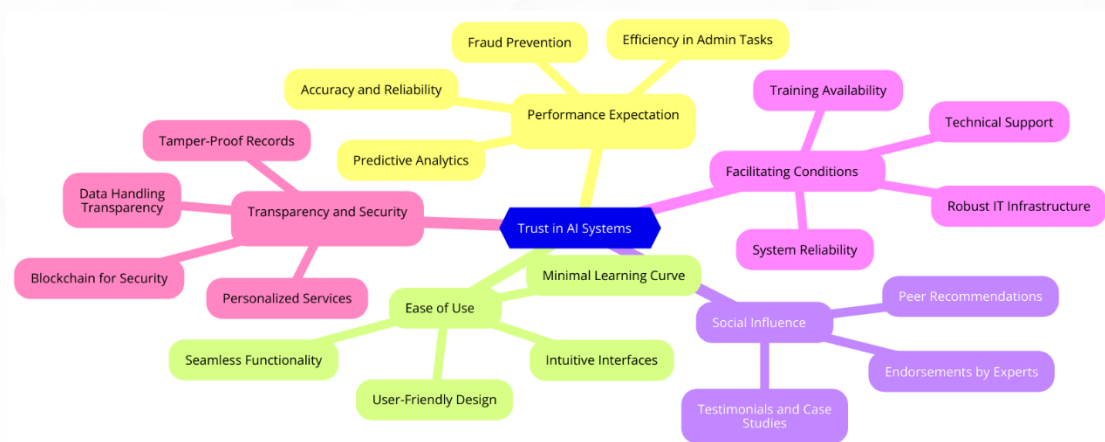 Fraud Prevention
Efficiency in Admin Tasks
Accuracy and Reliability
Performance Expectation
Predictive Analytics
Training Availability
Technical Support
Facilitating Conditions
Robust IT Infrastructure
System Reliability
Tamper-Proof Records
Data Handling
Transparency
Transparency and Security
Blockchain for Security
Personalized Services
Trust in AI Systems
Minimal Learning Curve
Ease of Use
Seamless Functionality
Intuitive Interfaces
User-Friendly Design
Social Influence
Peer Recommendations
Endorsements by Experts
Testimonials and Case
Studies